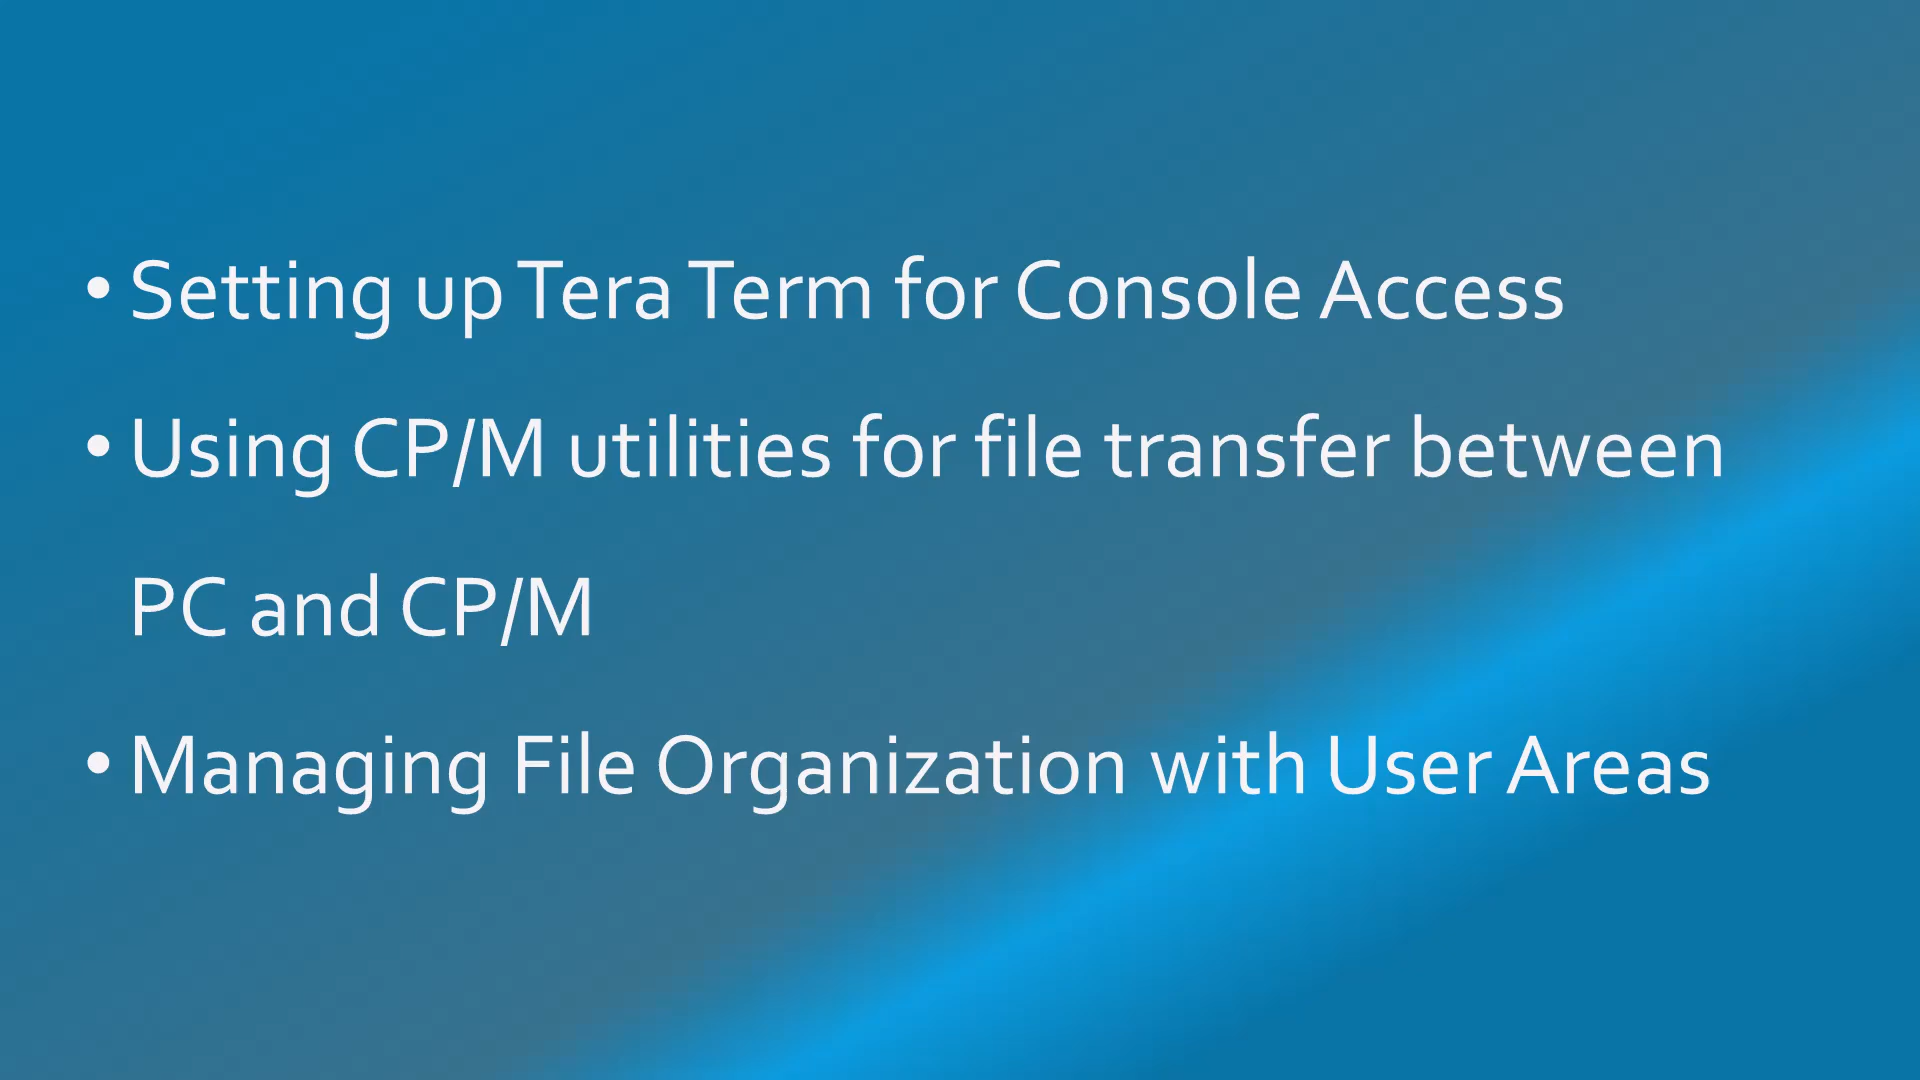 • Setting up Tera Term for Console Access
• Using CP/M utilities for file transfer between
PC and CP/M
• Managing File Organization with User Areas